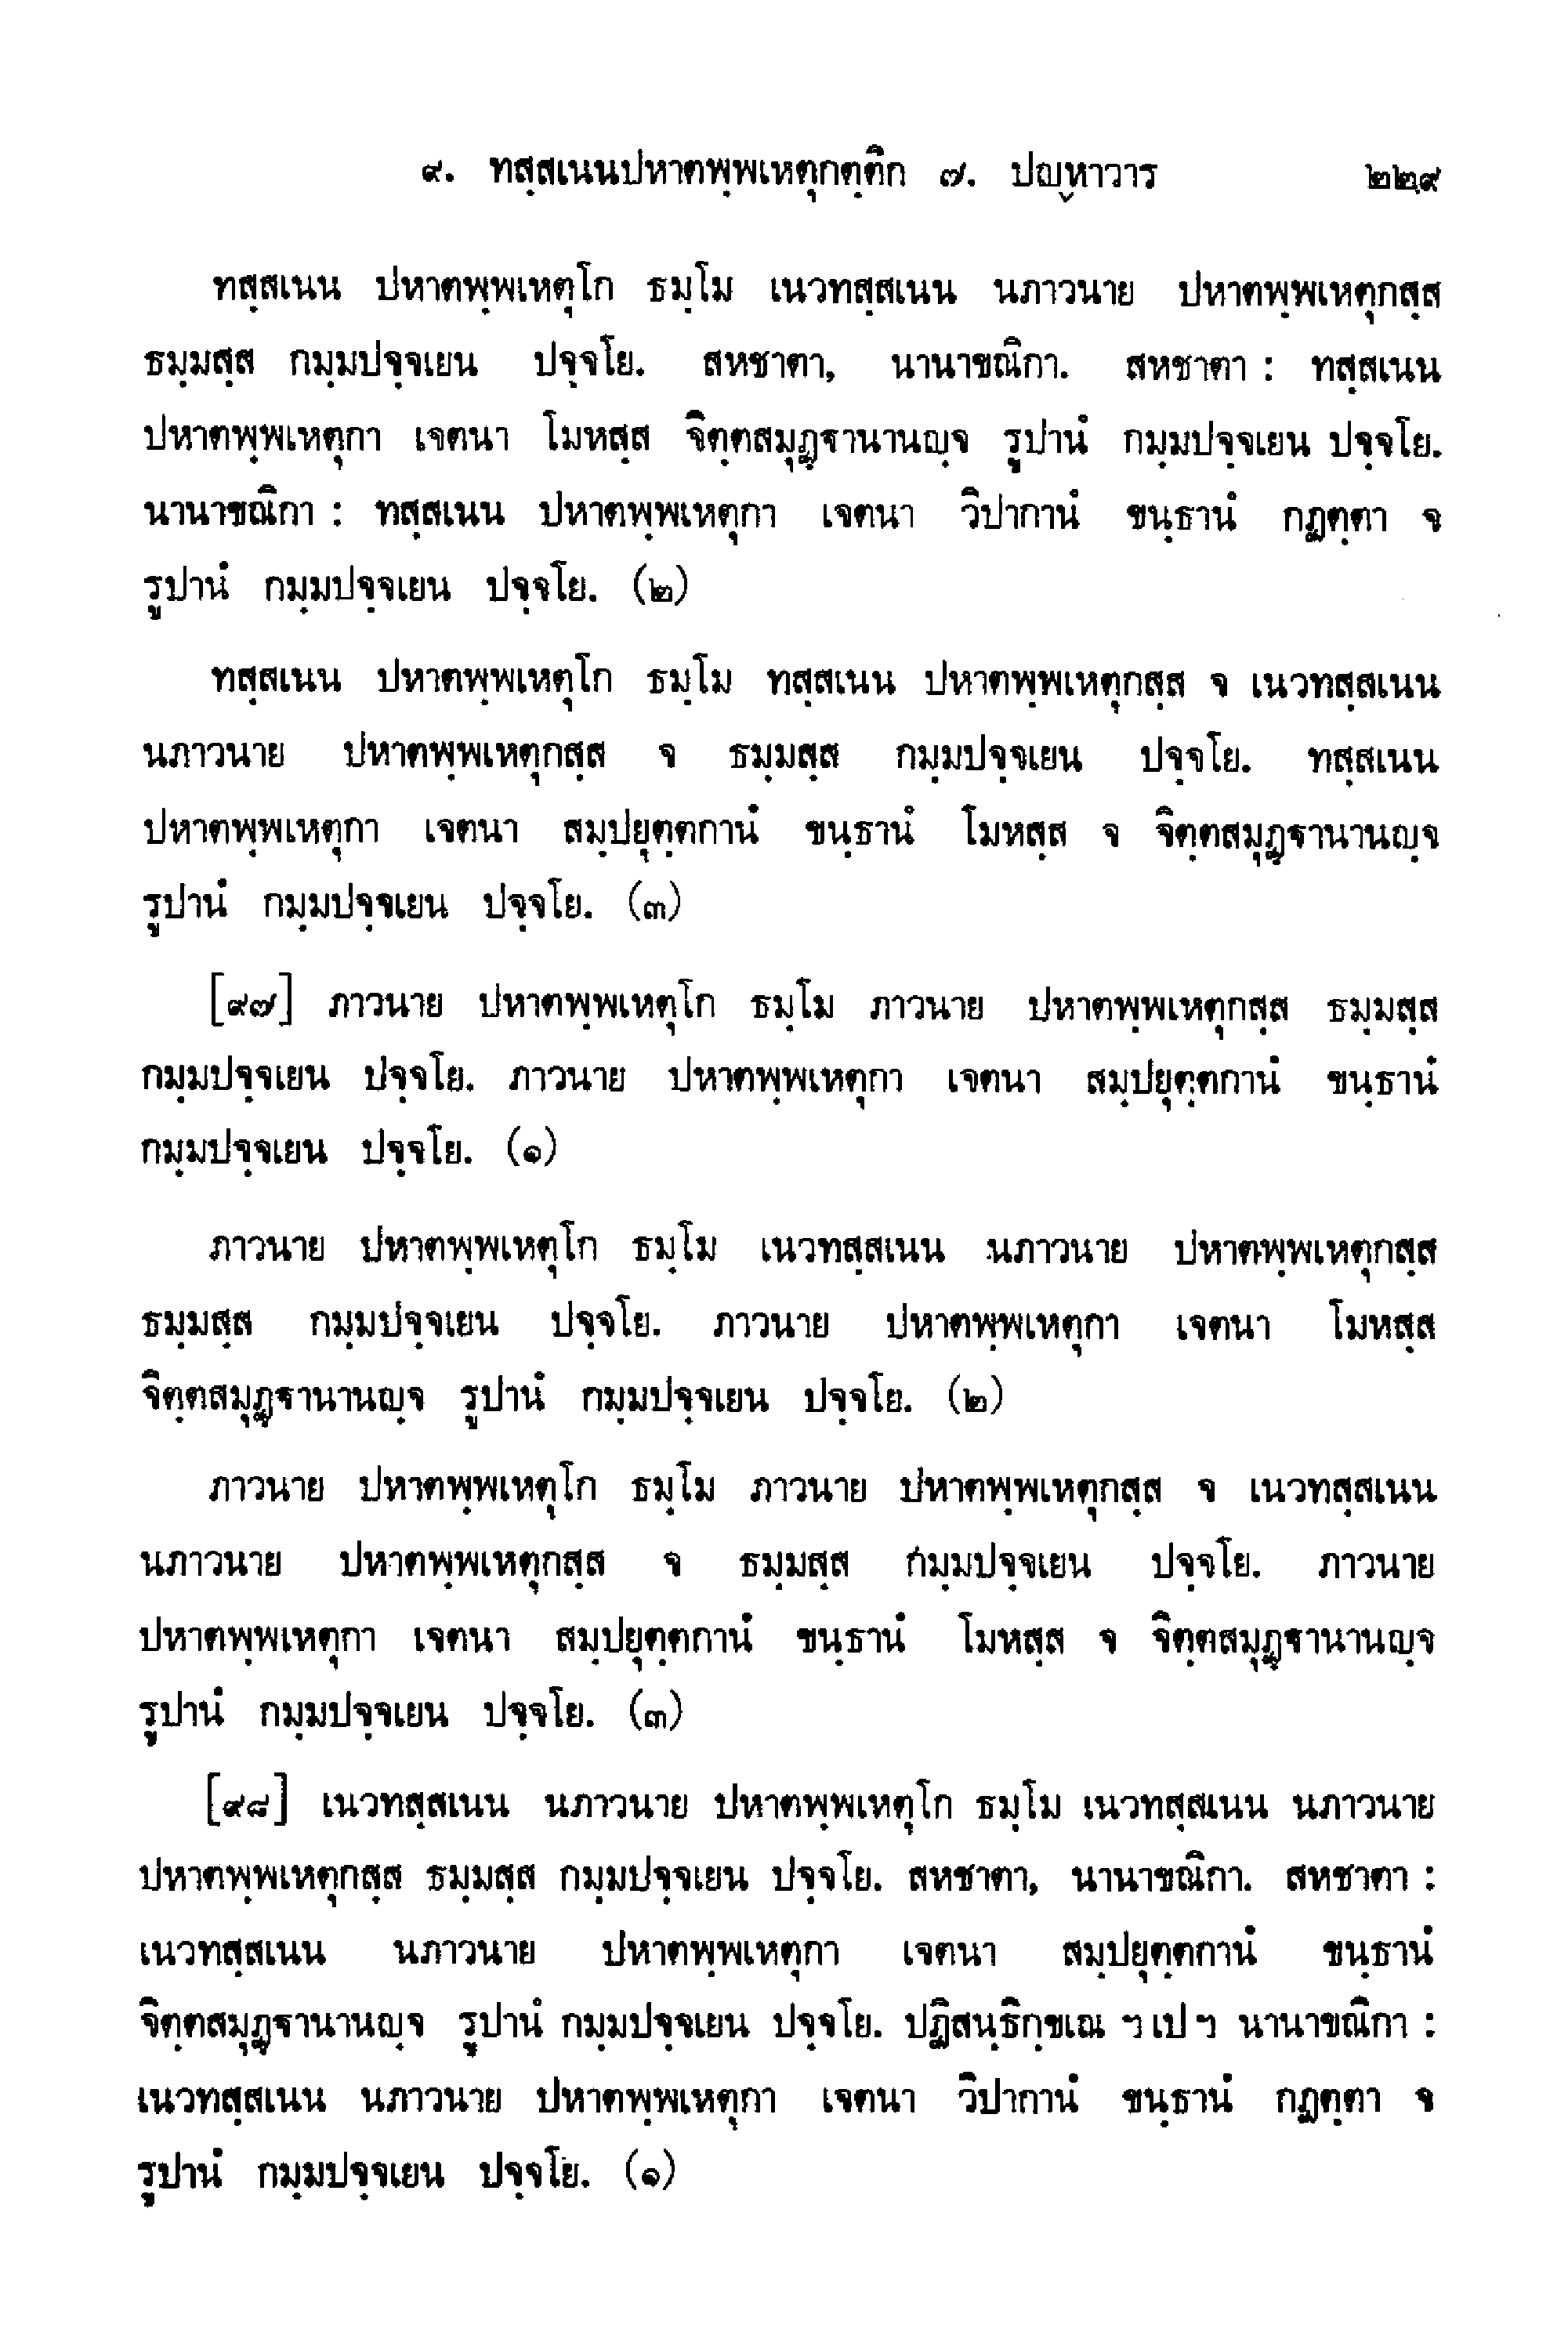 ๙. ทสฺสเนนปหาตพฺพเหตุกตฺติก ๗. ปญฺหาวาร ๒๒๙
ทสฺสเนน ปหาตพฺพเหตุโก ธมฺโม เนวทสฺสเนน นภาวนาย ปหาตพฺพเหตุกสฺส
ธมฺมสฺส กมฺมปจฺจเยน ปจฺจโย. สหชาตา, นานาขณิกา. สหชาตา : ทสฺสเนน
ปหาตพฺพเหตุกา เจตนา โมหสฺส จิตฺตสมุฏฺฐานานญฺจ รูปานํ กมฺมปจฺจเยน ปจฺจโย.
นานาขณิกา : ทสฺสเนน ปหาตพฺพเหตุกา เจตนา วิปากานํ ขนฺธานํ กฏตฺตา จ
รูปานํ กมฺมปจฺจเยน ปจฺจโย. (๒)
ทสฺสเนน ปหาตพฺพเหตุโก ธมฺโม ทสฺสเนน ปหาตพฺพเหตุกสฺส จ เนวทสฺสเนน
นภาวนาย ปหาตพฺพเหตุกสฺส จ ธมฺมสฺส กมฺมปจฺจเยน ปจฺจโย. ทสฺสเนน
ปหาตพฺพเหตุกา เจตนา สมฺปยุตฺตกานํ ขนฺธานํ โมหสฺส จ จิตฺตสมุฏฺฐานานญฺจ
รูปานํ กมฺมปจฺจเยน ปจฺจโย. (๓)
[๙๗] ภาวนาย ปหาตพฺพเหตุโก ธมฺโม ภาวนาย ปหาตพฺพเหตุกสฺส ธมฺมสฺส
กมฺมปจฺจเยน ปจฺจโย. ภาวนาย ปหาตพฺพเหตุกา เจตนา สมฺปยุตฺตกานํ ขนฺธานํ
กมฺมปจฺจเยน ปจฺจโย. (๑)
ภาวนาย ปหาตพฺพเหตุโก ธมฺโม เนวทสฺสเนน นภาวนาย ปหาตพฺพเหตุกสฺส
ธมฺมสฺส กมฺมปจฺจเยน ปจฺจโย. ภาวนาย ปหาตพฺพเหตุกา เจตนา โมหสฺส
จิตฺตสมุฏฺฐานานญฺจ รูปานํ กมฺมปจฺจเยน ปจฺจโย. (๒)
ภาวนาย ปหาตพฺพเหตุโก ธมฺโม ภาวนาย ปหาตพฺพเหตุกสฺส จ เนวทสฺสเนน
นภาวนาย ปหาตพฺพเหตุกสฺส จ ธมฺมสฺส กมฺมปจฺจเยน ปจฺจโย. ภาวนาย
ปหาตพฺพเหตุกา เจตนา สมฺปยุตฺตกานํ ขนฺธานํ โมหสฺส จ จิตฺตสมุฏฺฐานานญฺจ
รูปานํ กมฺมปจฺจเยน ปจฺจโย. (๓)
[๙๘] เนวทสฺสเนน นภาวนาย ปหาตพฺพเหตุโก ธมฺโม เนวทสฺสเนน นภาวนาย
ปหาตพฺพเหตุกสฺส ธมฺมสฺส กมฺมปจฺจเยน ปจฺจโย. สหชาตา, นานาขณิกา. สหชาตา :
เนวทสฺสเนน นภาวนาย ปหาตพฺพเหตุกา เจตนา สมฺปยุตฺตกานํ ขนฺธานํ
จิตฺตสมุฏฺฐานานญฺจ รูปานํ กมฺมปจฺจเยน ปจฺจโย. ปฏิสนฺธิกฺขเณ ฯ เป ฯ นานาขณิกา :
เนวทสฺสเนน นภาวนาย ปหาตพฺพเหตุกา เจตนา วิปากานํ ขนฺธานํ กฏตฺตา จ
รูปานํ กมฺมปจฺจเยน ปจฺจโย. (๑)